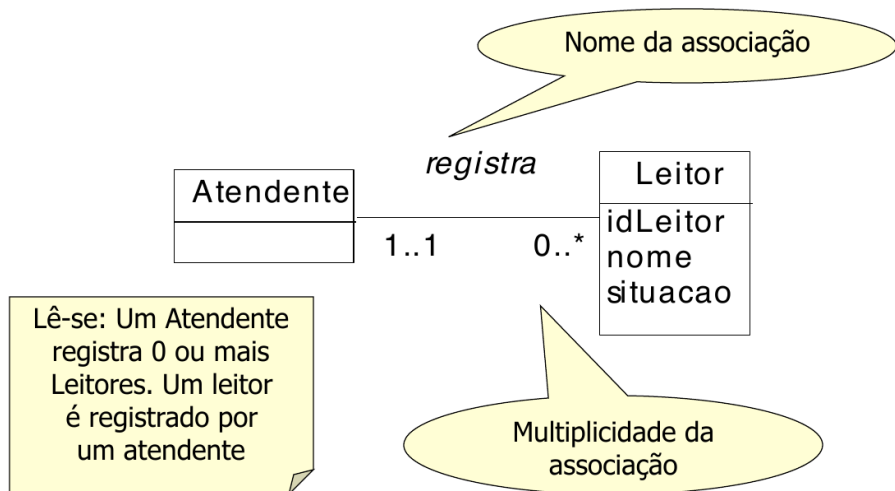 Nome da associação
registra
Atendente
Leitor
idLeitor
nome
situacao
1..1
0..*
Lê-se: Um Atendente
registra 0 ou mais
Leitores. Um leitor
é registrado por
um atendente
Multiplicidade da
associação